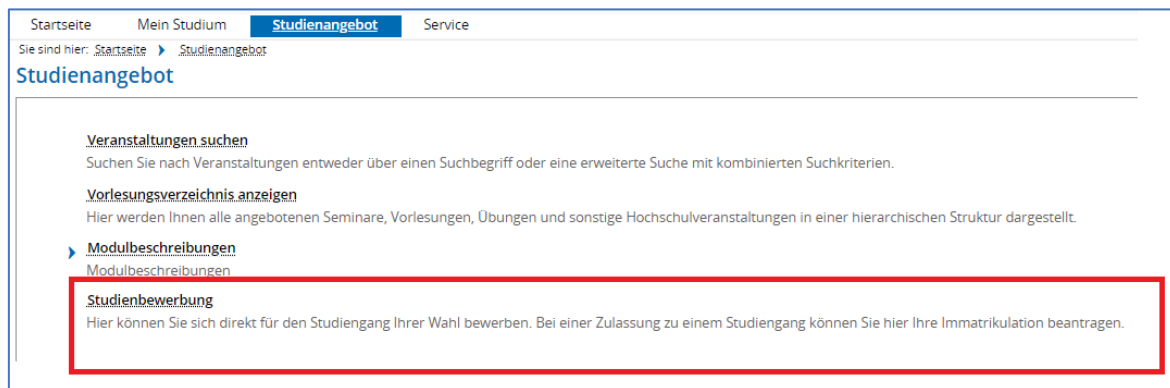 Startseite Mein Studium Studienangebot Service
Sie sind hier: Startseite Studienangebot
Studienangebot
Veranstaltungen suchen
Suchen Sie nach Veranstaltungen entweder über einen Suchbegriff oder eine erweiterte Suche mit kombinierten Suchkriterien.
Vorlesungsverzeichnis anzeigen
Hier werden Ihnen alle angebotenen Seminare, Vorlesungen, Übungen und sonstige Hochschulveranstaltungen in einer hierarchischen Struktur dargestellt.
Modulbeschreibungen
Modulbeschreibungen
Studienbewerbung
Hier können Sie sich direkt für den Studiengang Ihrer Wahl bewerben. Bei einer Zulassung zu einem Studiengang können Sie hier Ihre Immatrikulation beantragen.